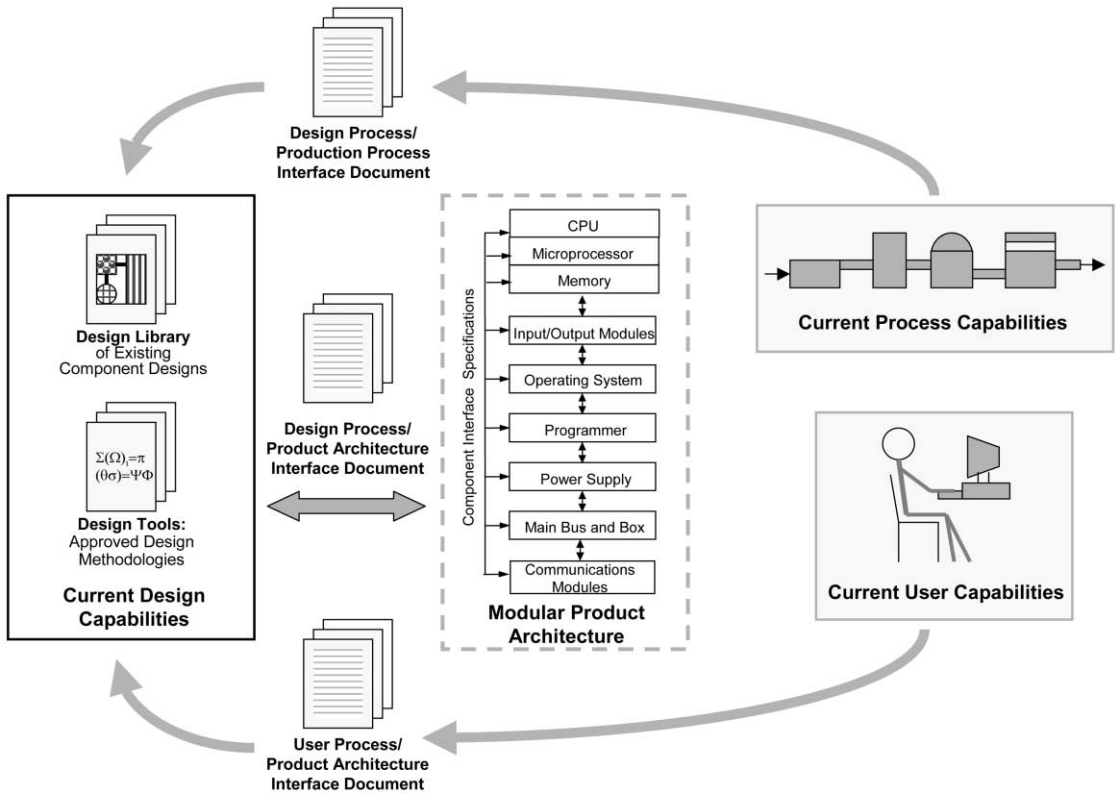 Design Process/
Production Process
Interface Document
Design Library
of Existing
Component Designs
Σ(Ω)ᵢ=π
(θσ)=ΨΦ
Design Tools:
Approved Design
Methodologies
Current Design
Capabilities
Design Process/
Product Architecture
Interface Document
Component Interface Specifications
CPU
Microprocessor
Memory
Input/Output Modules
Operating System
Programmer
Power Supply
Main Bus and Box
Communications
Modules
Modular Product
Architecture
Current Process Capabilities
Current User Capabilities
User Process/
Product Architecture
Interface Document